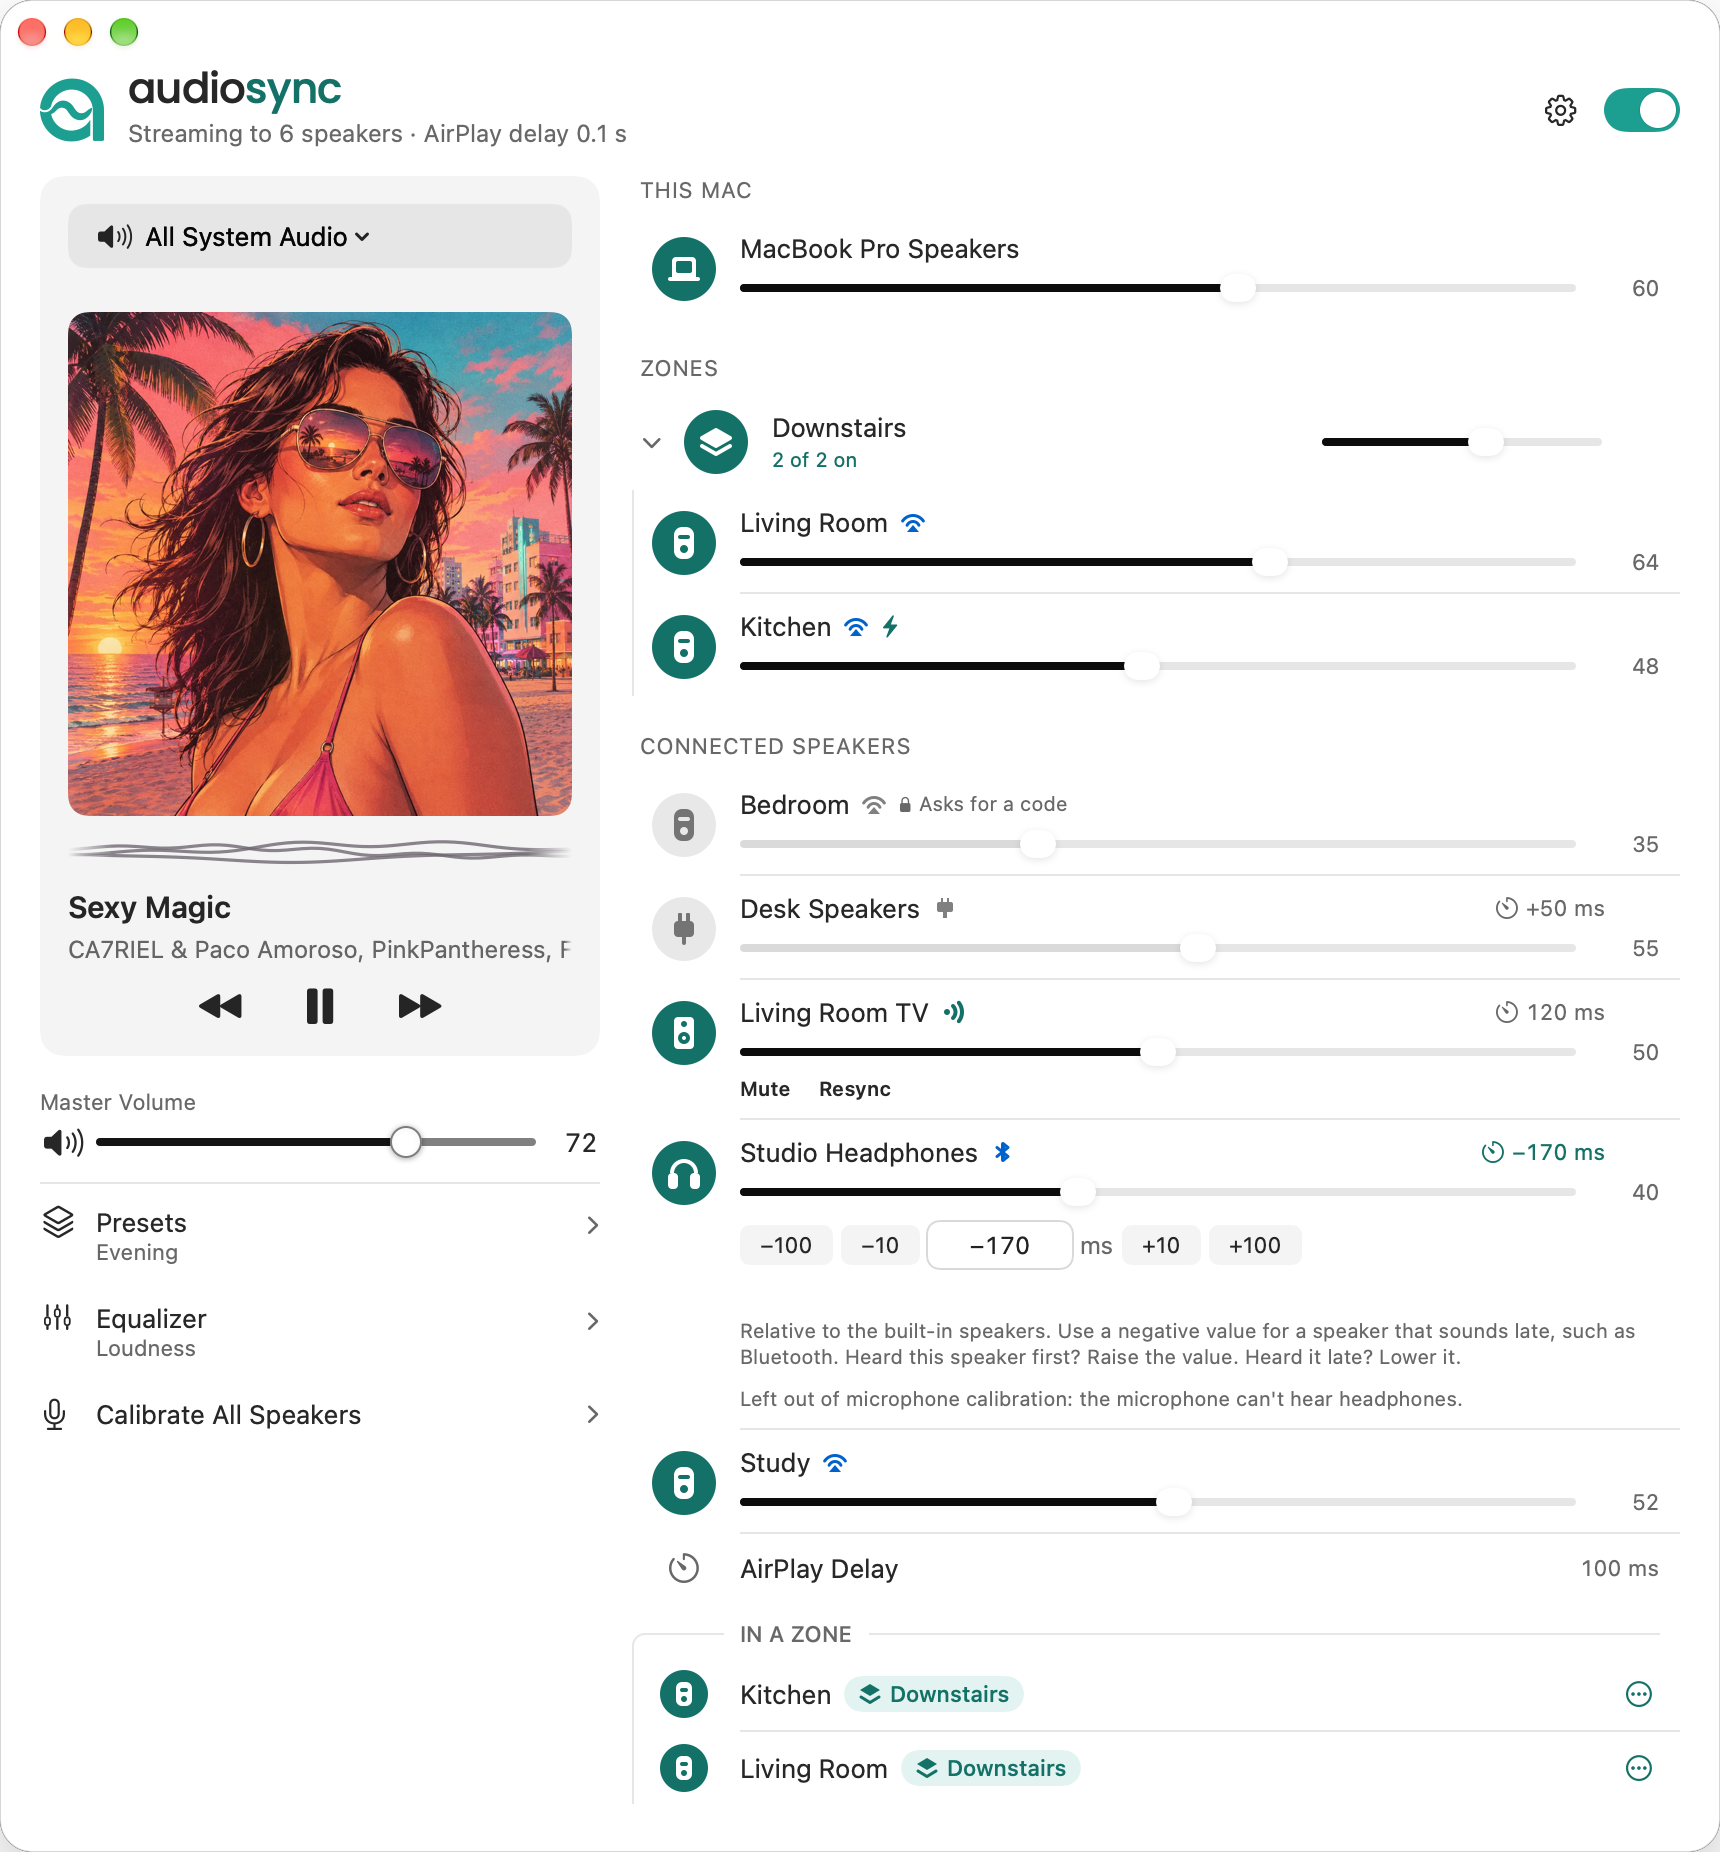 audiosync
Streaming to 6 speakers · AirPlay delay 0.1 s
All System Audio
Sexy Magic
CA7RIEL & Paco Amoroso, PinkPantheress, F
Master Volume
72
Presets
Evening
Equalizer
Loudness
Calibrate All Speakers
THIS MAC
MacBook Pro Speakers
60
ZONES
Downstairs
2 of 2 on
Living Room
64
Kitchen
48
CONNECTED SPEAKERS
Bedroom Asks for a code
35
Desk Speakers +50 ms
55
Living Room TV 120 ms
50
Mute Resync
Studio Headphones −170 ms
40
−100 −10 −170 ms +10 +100
Relative to the built-in speakers. Use a negative value for a speaker that sounds late, such as
Bluetooth. Heard this speaker first? Raise the value. Heard it late? Lower it.
Left out of microphone calibration: the microphone can't hear headphones.
Study
52
AirPlay Delay 100 ms
IN A ZONE
Kitchen Downstairs
Living Room Downstairs